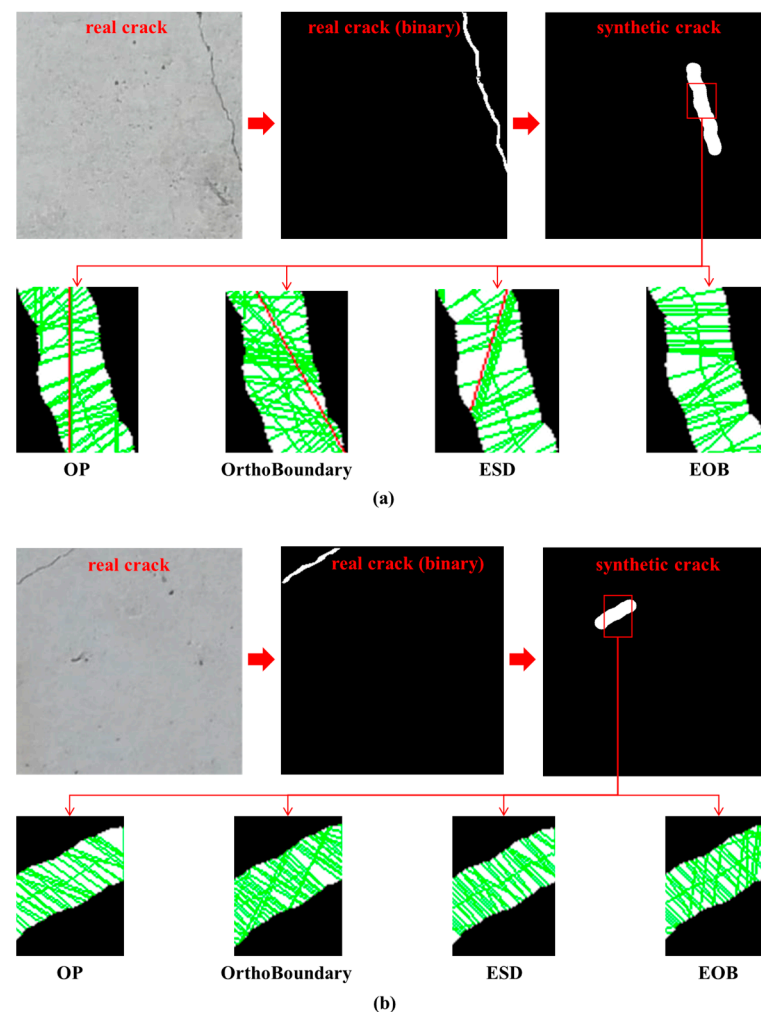 real crack
real crack (binary)
synthetic crack
OP
OrthoBoundary
ESD
EOB
(a)
real crack
real crack (binary)
synthetic crack
OP
OrthoBoundary
ESD
EOB
(b)